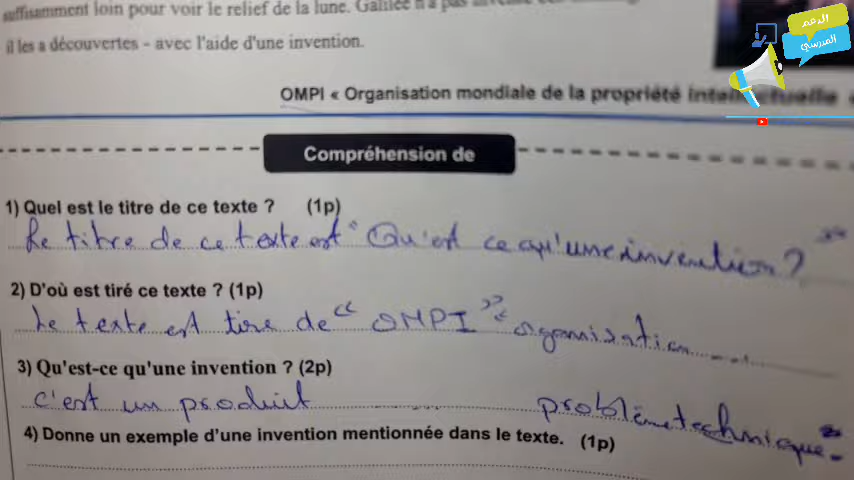 suffisamment loin pour voir le relief de la lune. Galilée n'a pas
il les a découvertes - avec l'aide d'une invention.
الدعم
المدرسي
OMPI « Organisation mondiale de la propriété intellectuelle
Compréhension de
1) Quel est le titre de ce texte ? (1p)
Le titre de ce texte est " Qu'est ce qu'une invention ? "
2) D'où est tiré ce texte ? (1p)
Le texte est tire de « OMPI » « organisation
3) Qu'est-ce qu'une invention ? (2p)
c'est un produit problème technique.
4) Donne un exemple d'une invention mentionnée dans le texte. (1p)